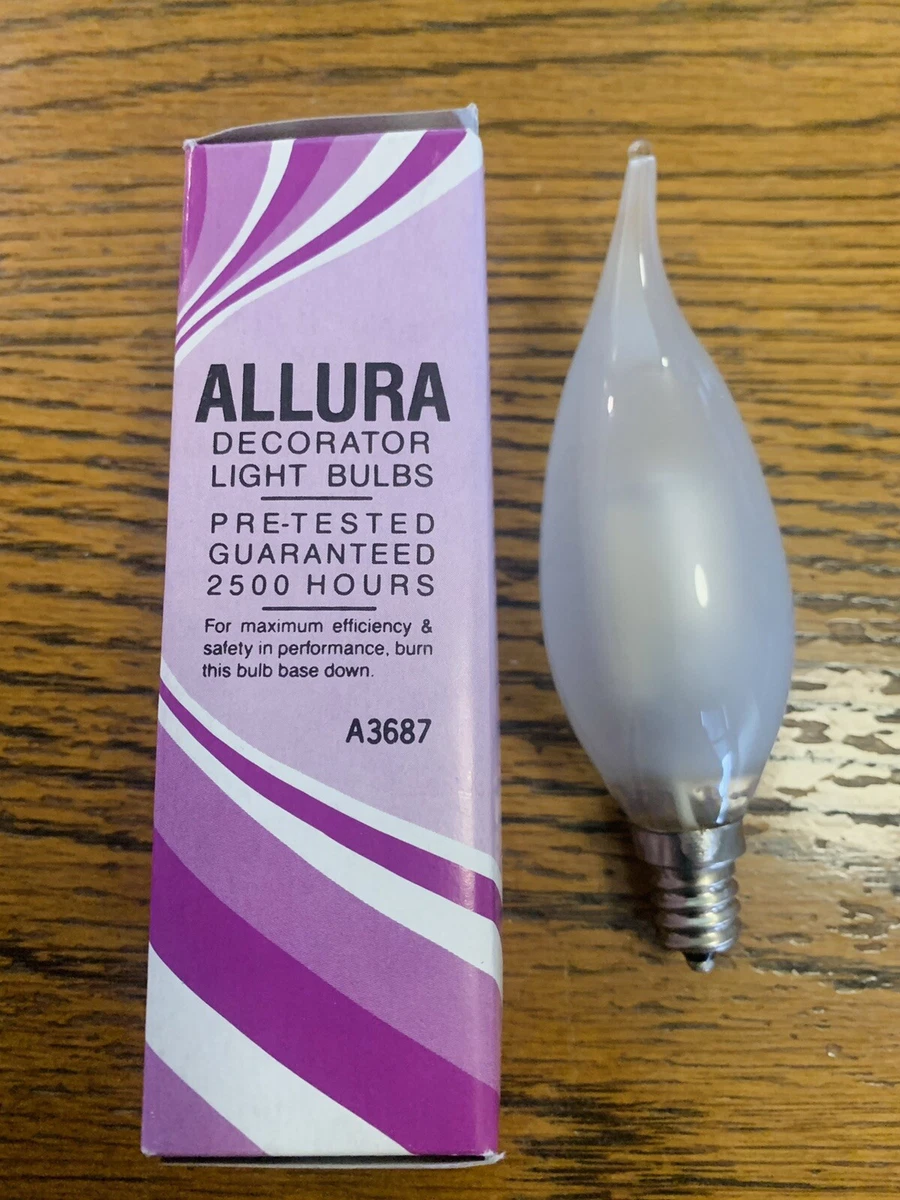 ALLURA
DECORATOR
LIGHT BULBS
PRE-TESTED
GUARANTEED
2500 HOURS
For maximum efficiency &
safety in performance, burn
this bulb base down.
A3687